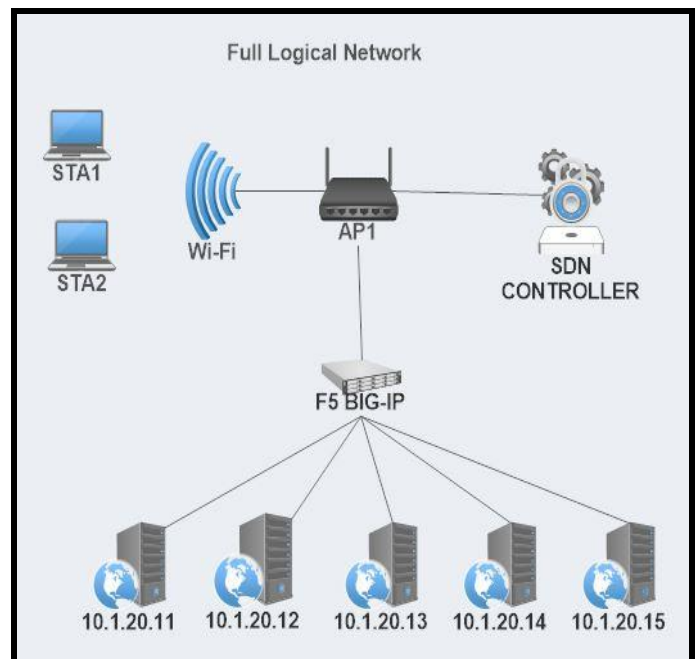 Full Logical Network
STA1
STA2
Wi-Fi
AP1
SDN
CONTROLLER
F5 BIG-IP
10.1.20.11
10.1.20.12
10.1.20.13
10.1.20.14
10.1.20.15